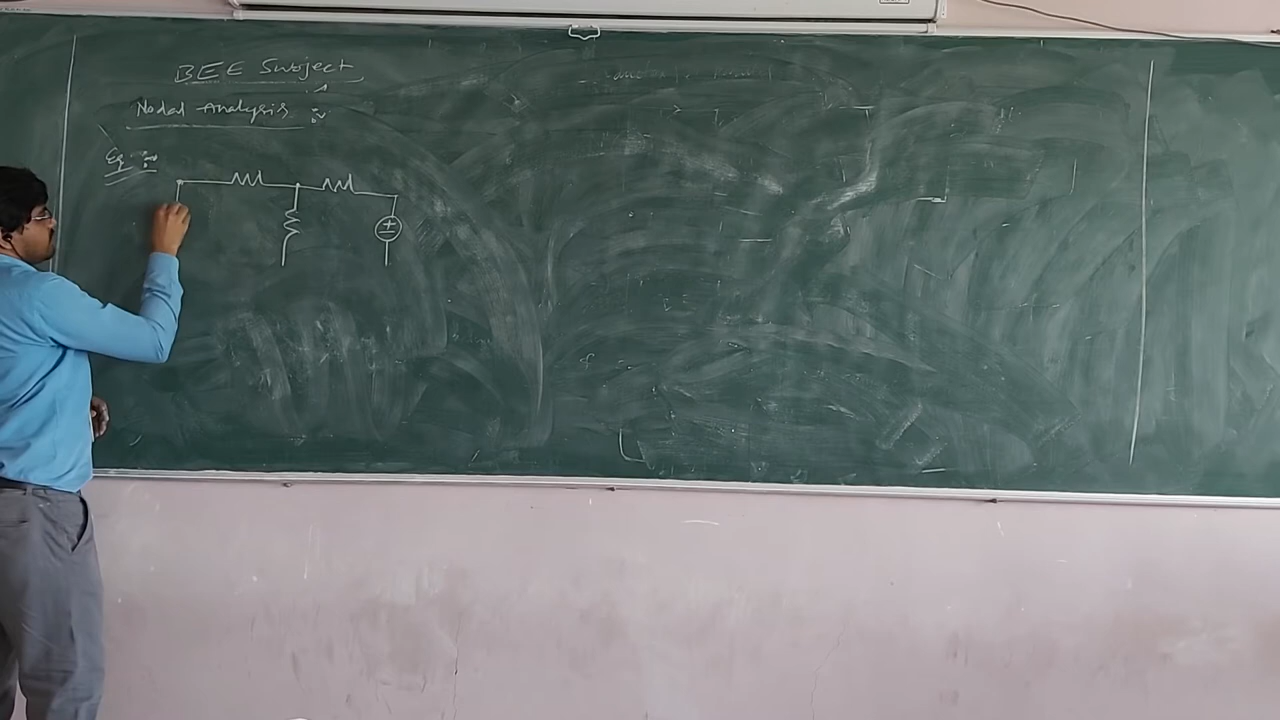 BEE Subject
Nodal Analysis :-
Eg :-